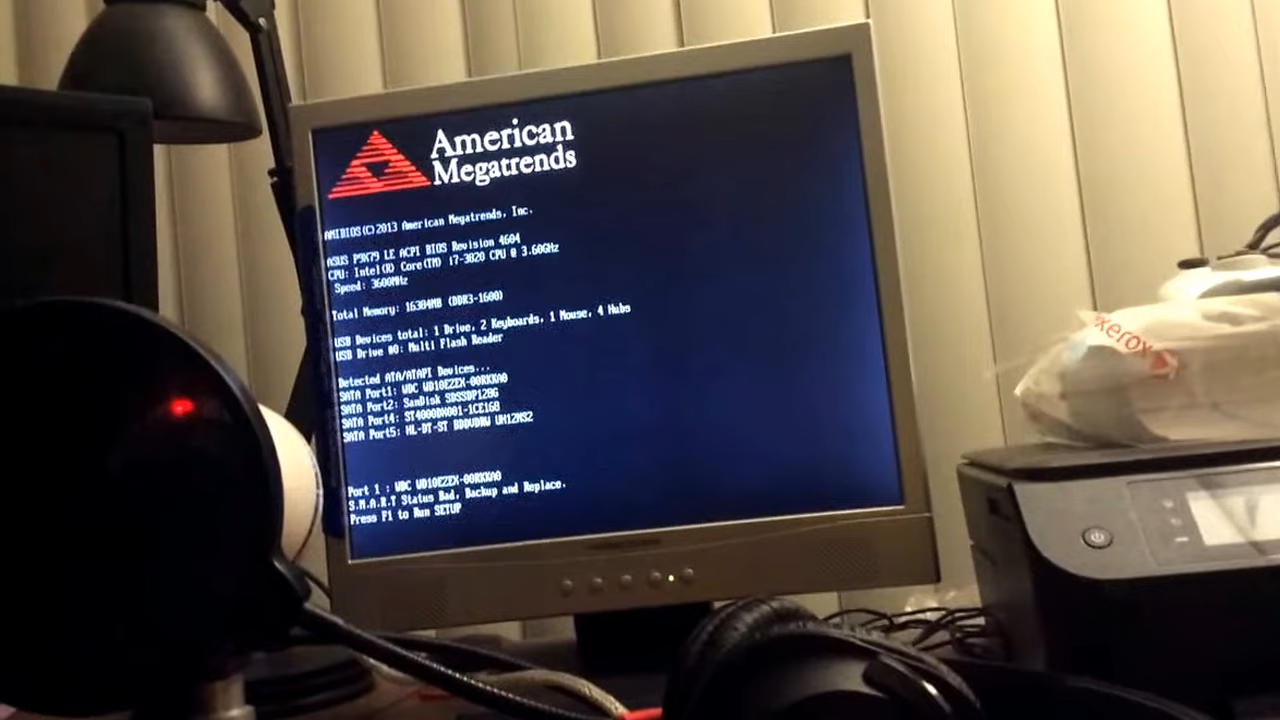 American
Megatrends
AMIBIOS(C)2013 American Megatrends, Inc.
ASUS P9X79 LE ACPI BIOS Revision 4604
CPU: Intel(R) Core(TM) i7-3820 CPU @ 3.60GHz
Speed: 3600MHz
Total Memory: 16384MB (DDR3-1600)
USB Devices total: 1 Drive, 2 Keyboards, 1 Mouse, 4 Hubs
USB Drive #0: Multi Flash Reader
Detected ATA/ATAPI Devices...
SATA Port1: WDC WD10EZEX-00RKKA0
SATA Port2: SanDisk SDSSDP128G
SATA Port4: ST4000DX001-1CE168
SATA Port5: HL-DT-ST BDDVDRW UH12NS2
Port 1 : WDC WD10EZEX-00RKKA0
S.M.A.R.T Status Bad, Backup and Replace.
Press F1 to Run SETUP
xerox